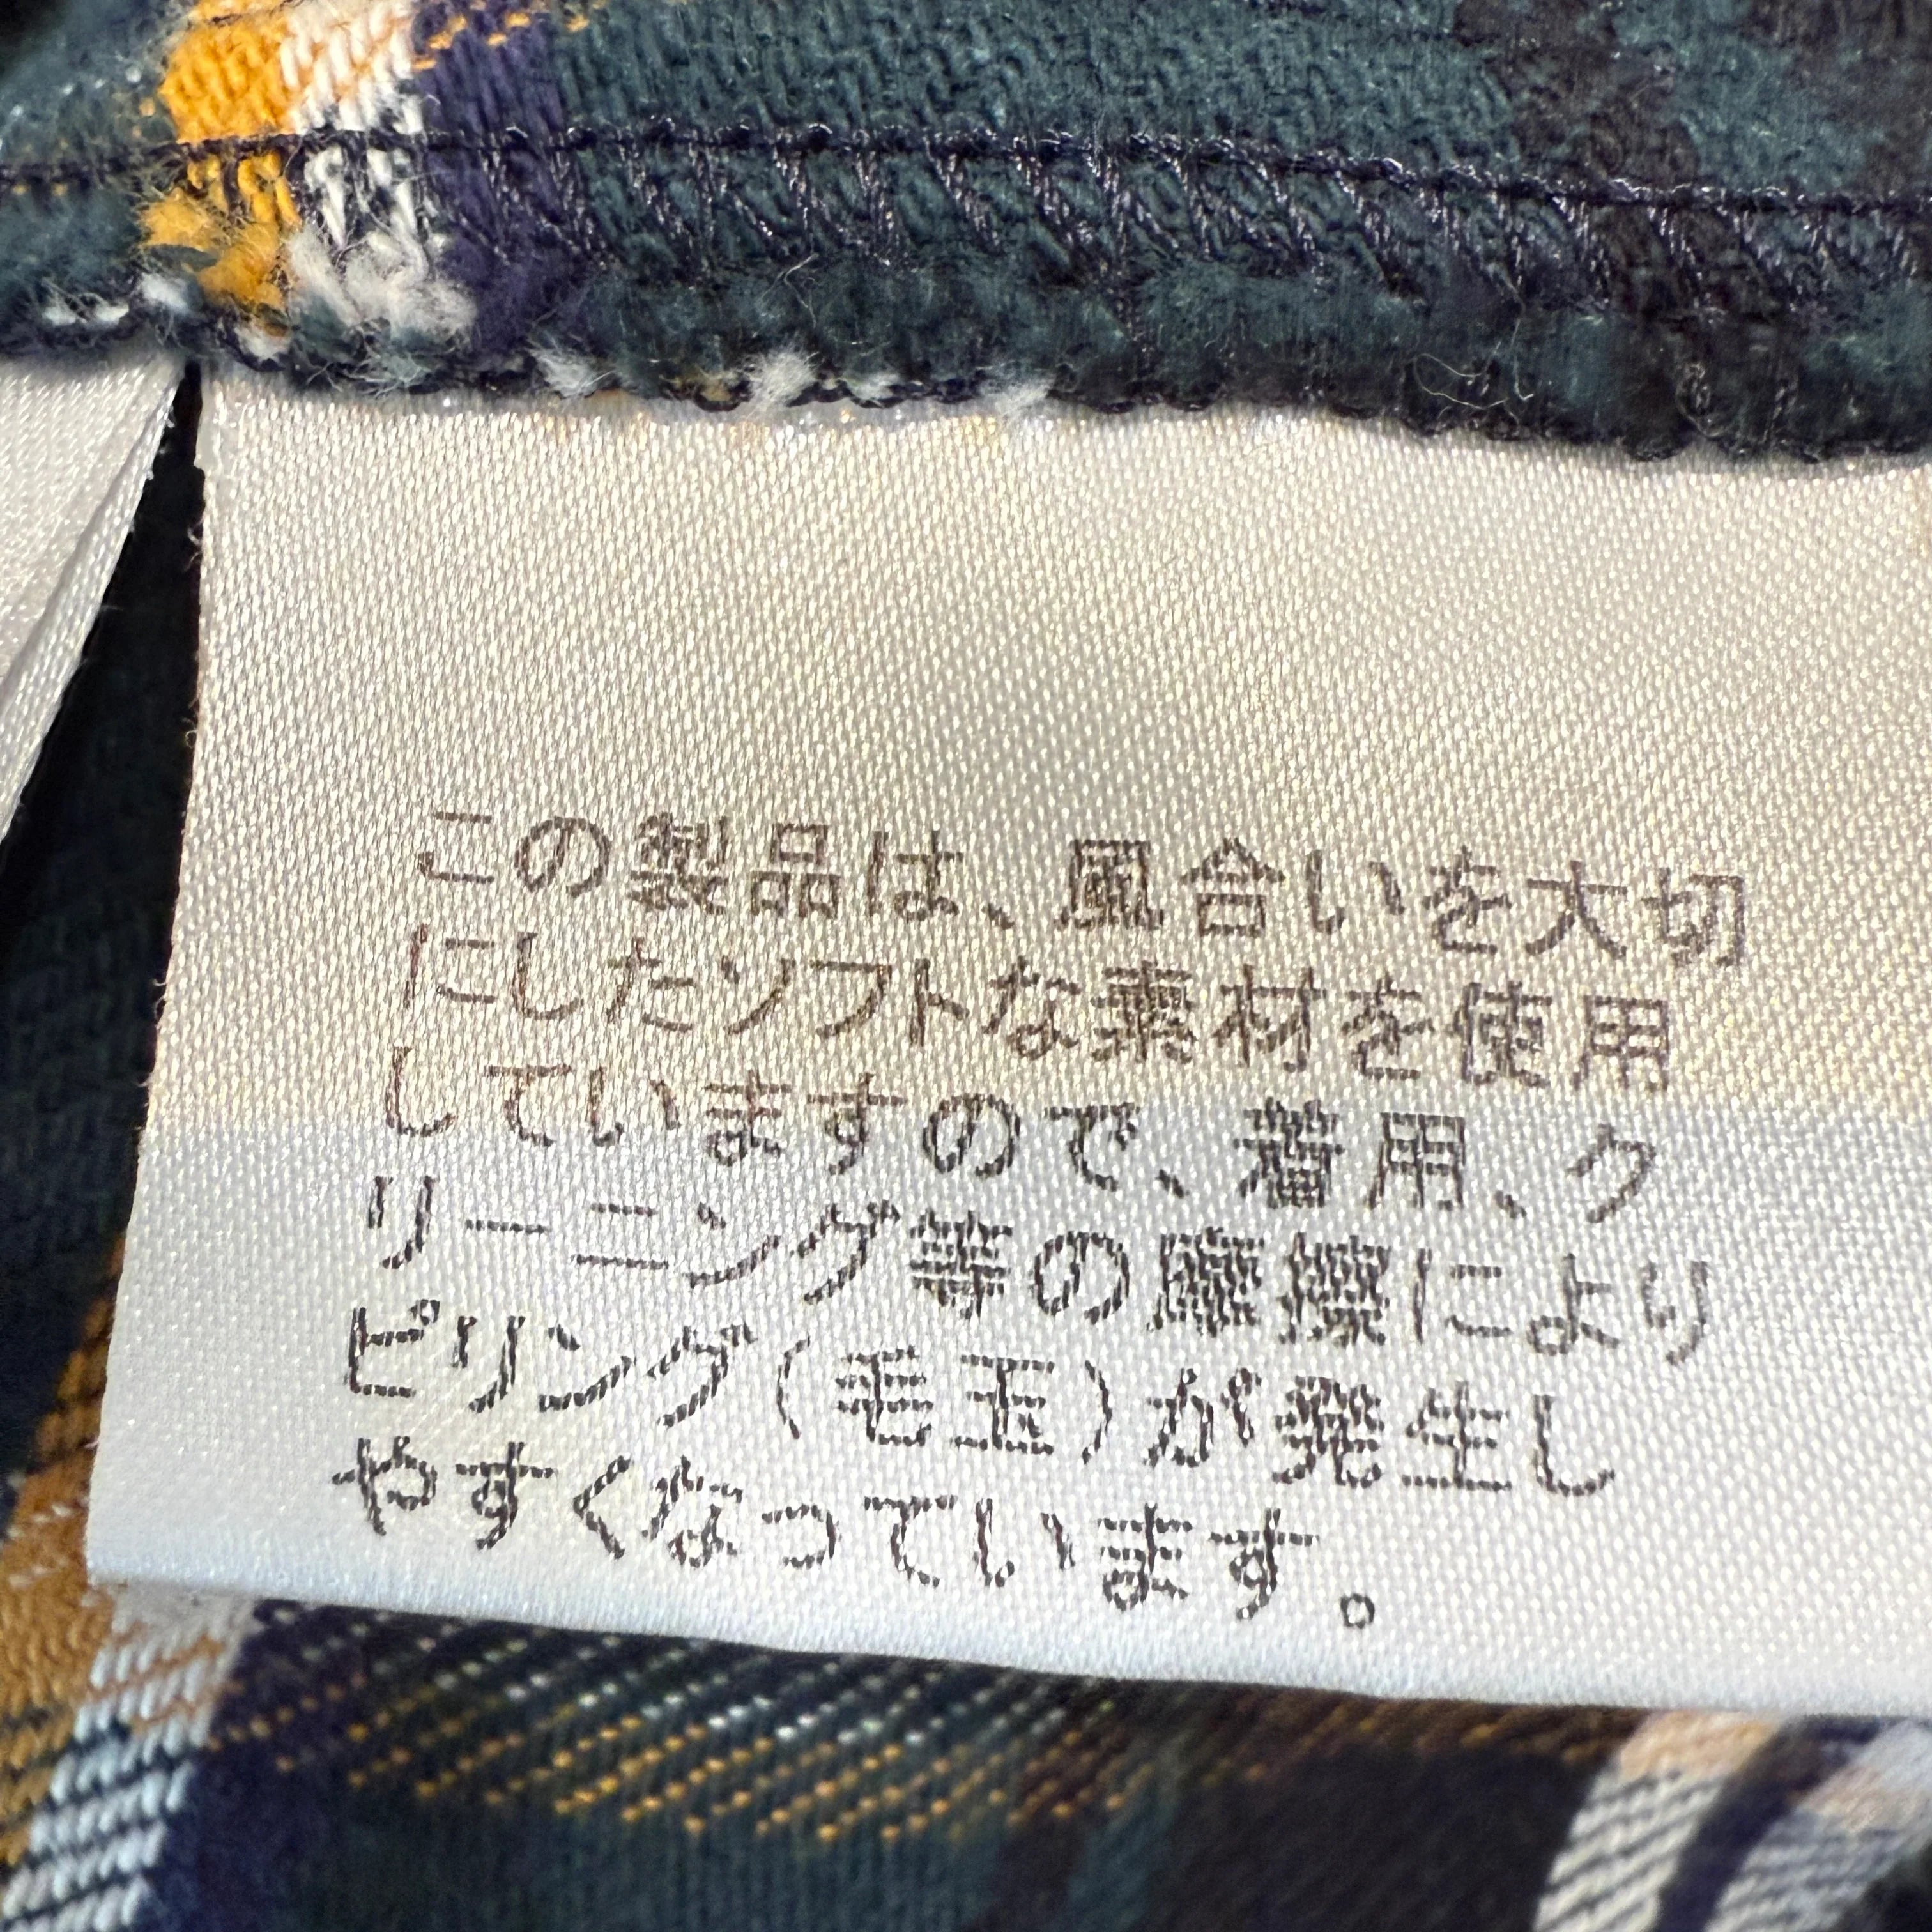 この製品は、風合いを大切
にしたソフトな素材を使用
していますので、着用、ク
リーニング等の摩擦により
ピリング(毛玉)が発生し
やすくなっています。